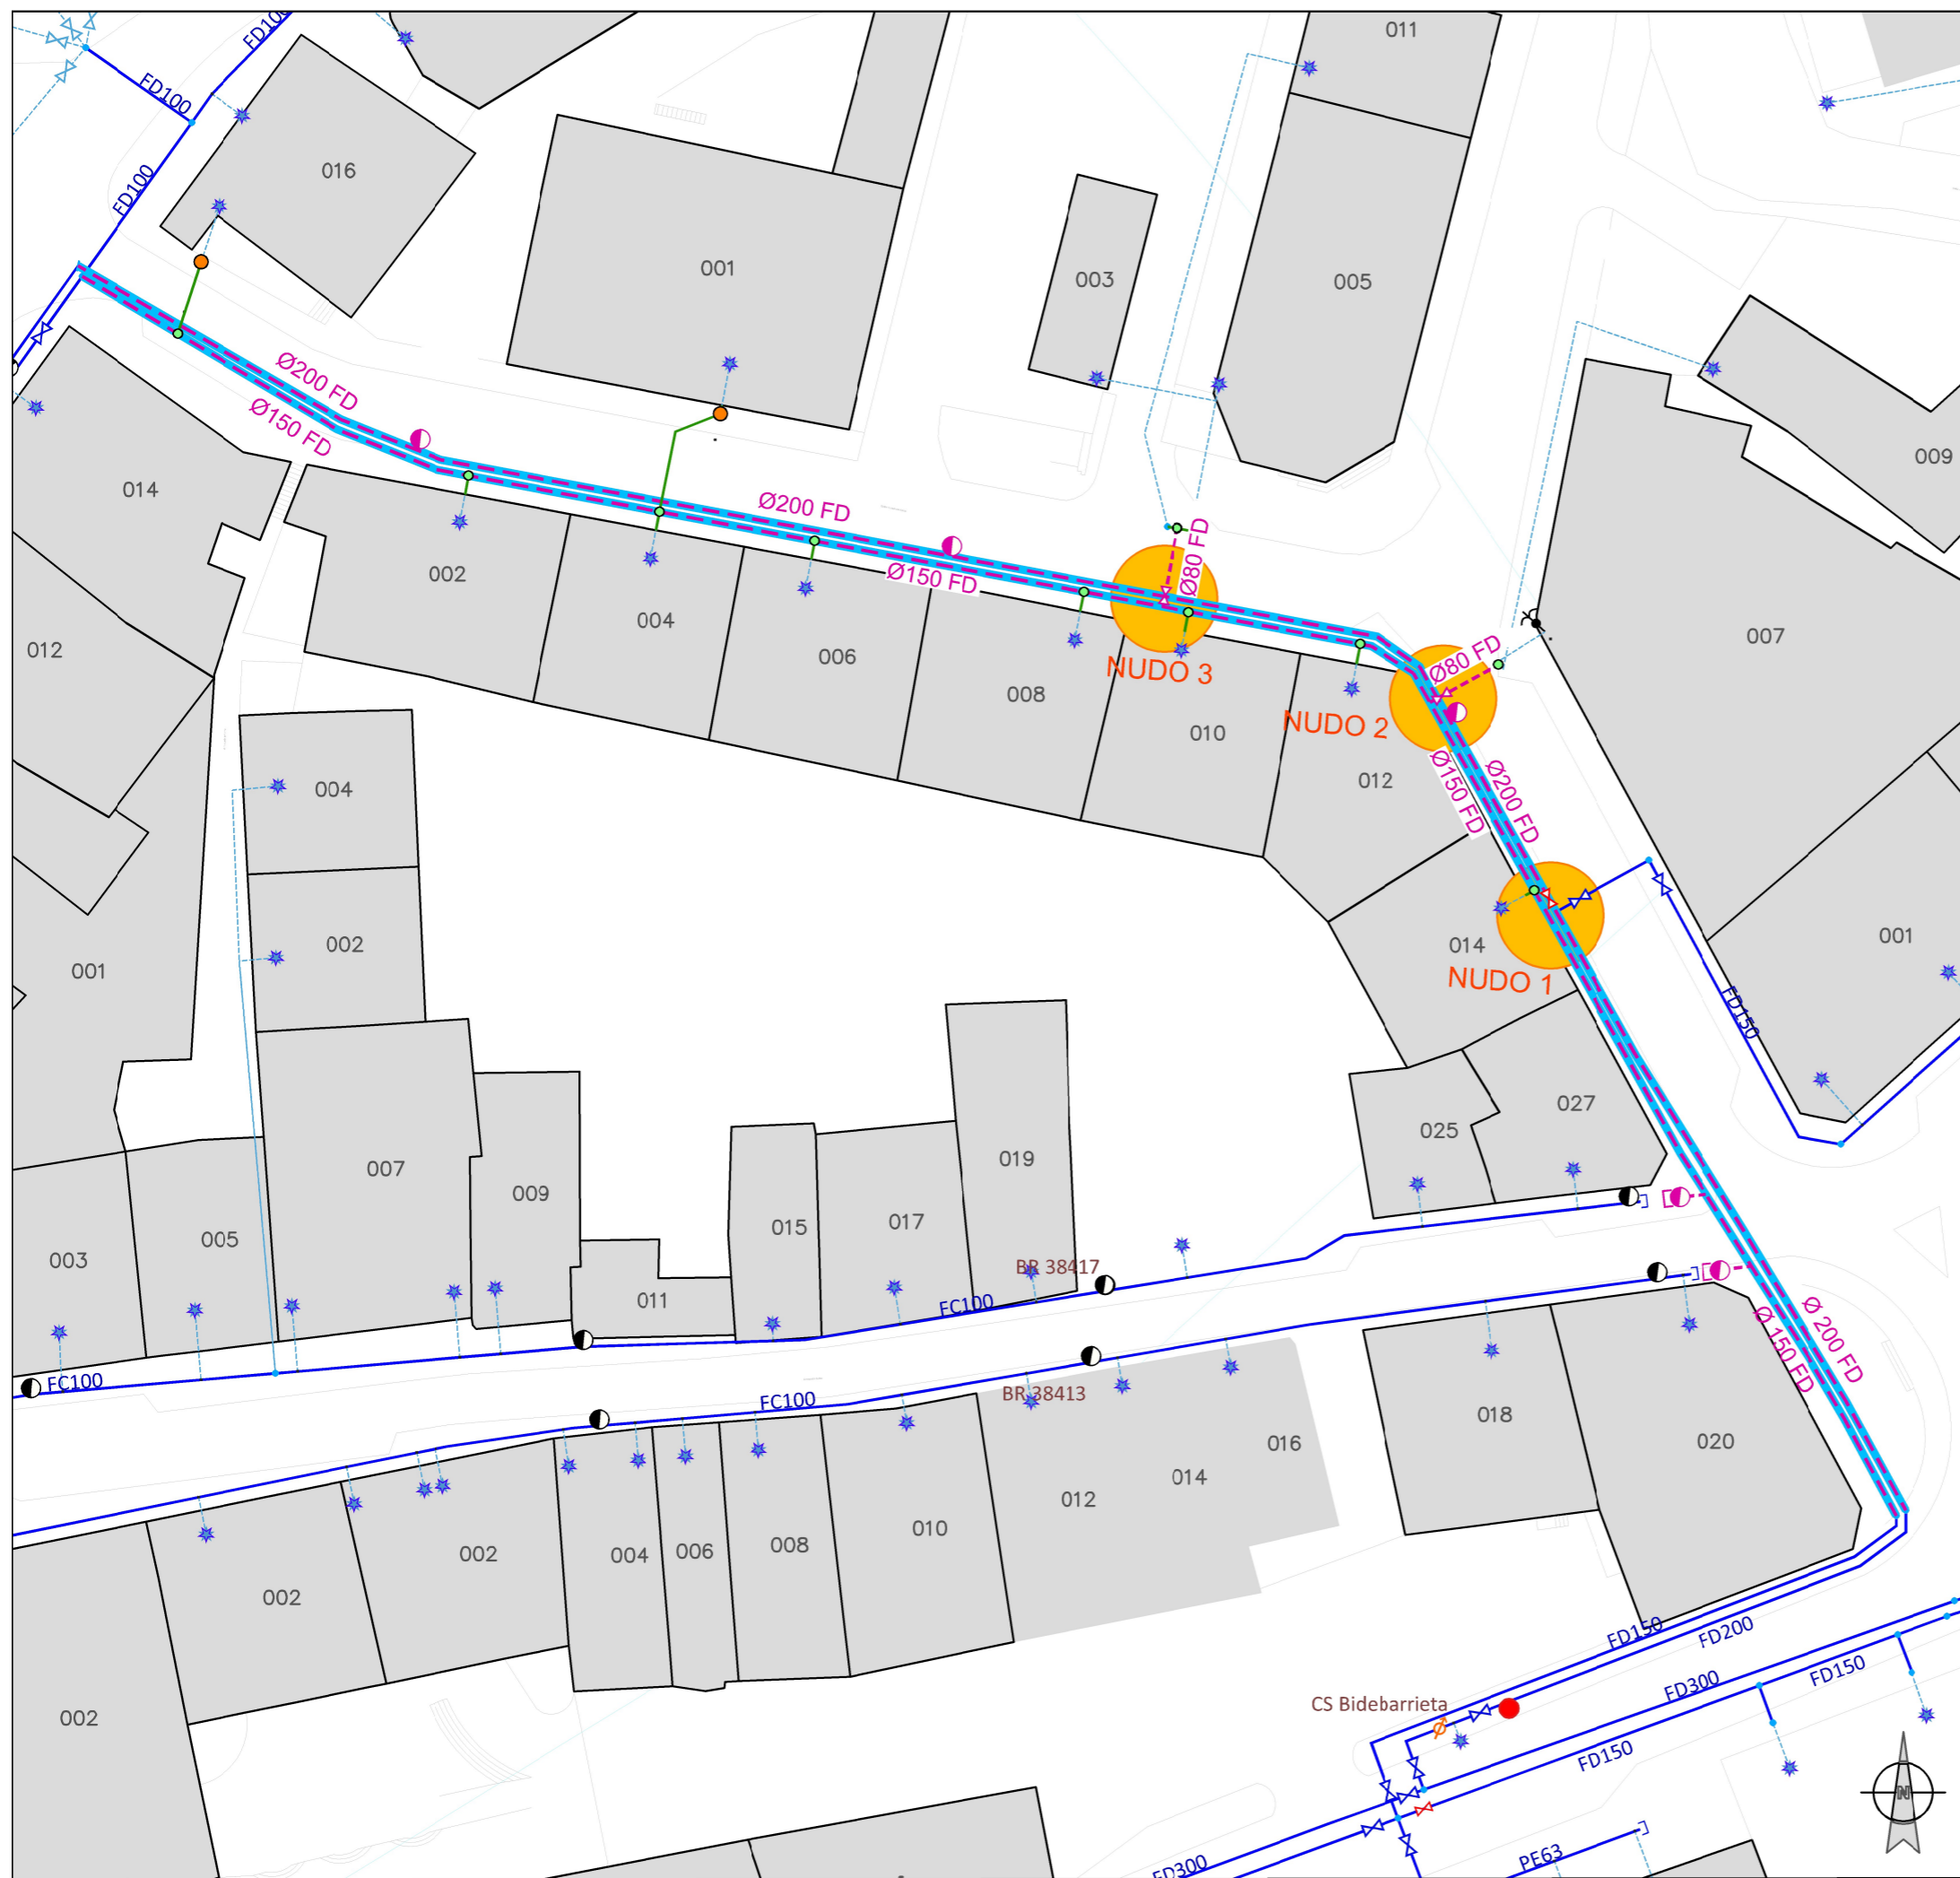 FD100
011
FD100
016
FD100
001
003
005
009
Ø200 FD
Ø150 FD
014
Ø200 FD
Ø80 FD
002
Ø150 FD
004
006
012
007
NUDO 3
Ø80 FD
008
NUDO 2
010
012
Ø150 FD
Ø200 FD
004
002
014
001
001
NUDO 1
FD150
027
025
007
009
019
015
017
003
005
BR 38417
011
FC100
Ø 200 FD
Ø 150 FD
FC100
FC100
BR 38413
018
016
020
014
012
010
008
006
004
002
002
002
FD150
FD200
FD150
FD300
CS Bidebarrieta
FD150
N
PE63
FD300